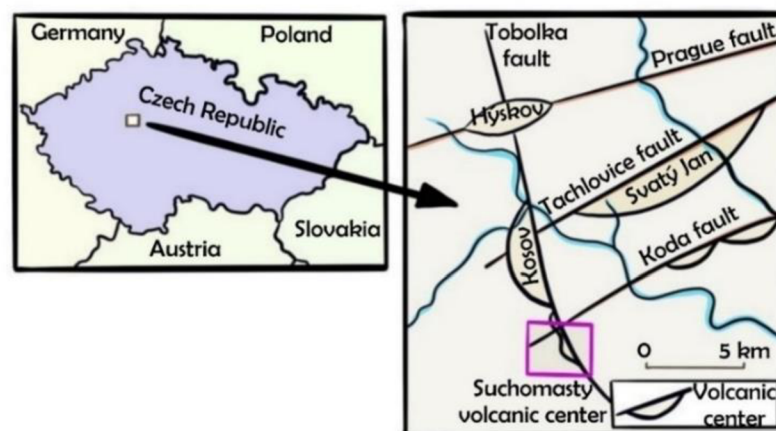 Germany
Poland
Czech Republic
Austria
Slovakia
Tobolka
fault
Prague fault
Hýskov
Tachlovice fault
Svatý Jan
Koda fault
Kosov
0 5 km
Suchomasty
volcanic center
Volcanic
center